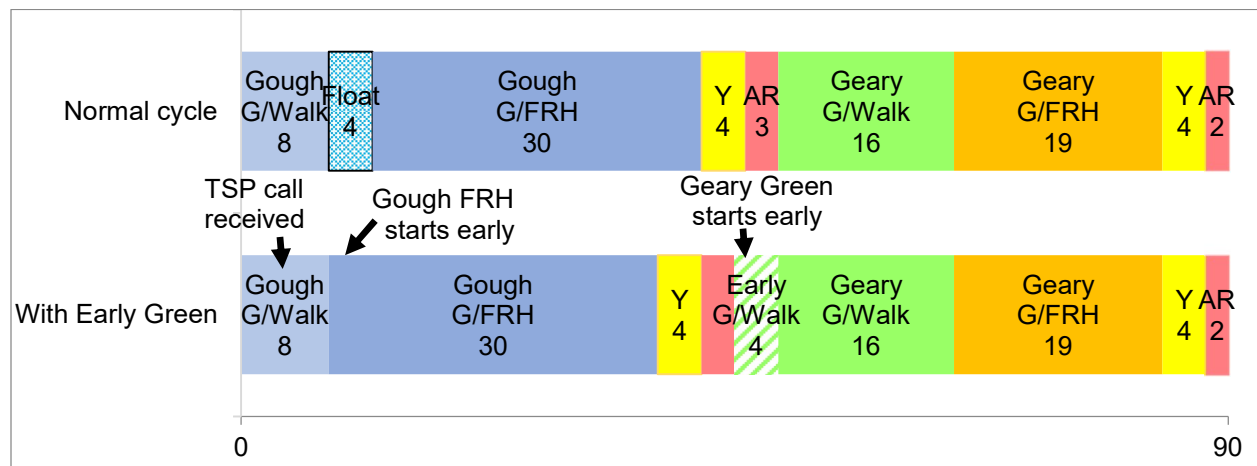 Normal cycle
Gough
G/Walk
8
Float
4
Gough
G/FRH
30
Y
4
AR
3
Geary
G/Walk
16
Geary
G/FRH
19
Y
4
AR
2
TSP call
received
Gough FRH
starts early
Geary Green
starts early
With Early Green
Gough
G/Walk
8
Gough
G/FRH
30
Y
4
Early
G/Walk
4
Geary
G/Walk
16
Geary
G/FRH
19
Y
4
AR
2
0
90